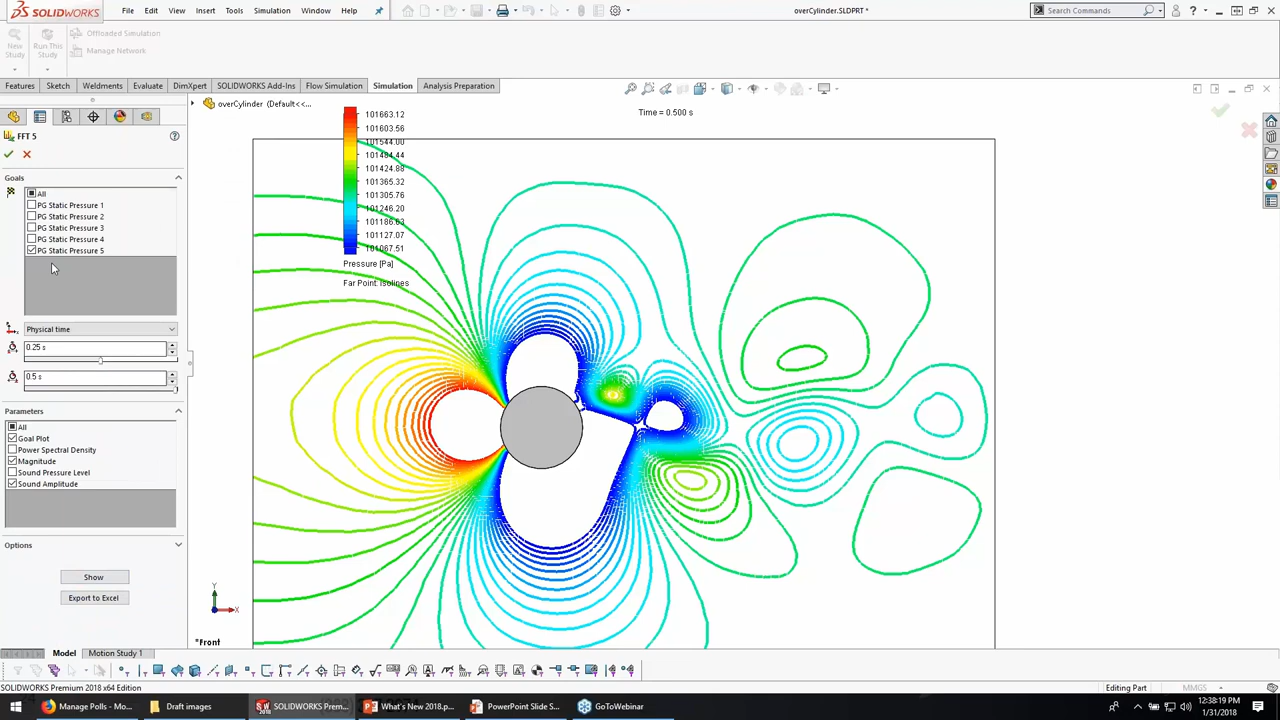 SOLIDWORKS
File Edit View Insert Tools Simulation Window Help
overCylinder.SLDPRT *
Search Commands
New Study
Run This Study
Offloaded Simulation
Manage Network
Features Sketch Weldments Evaluate DimXpert SOLIDWORKS Add-Ins Flow Simulation Simulation Analysis Preparation
overCylinder (Default<<...
Time = 0.500 s
FFT 5
Goals
All
PG Static Pressure 1
PG Static Pressure 2
PG Static Pressure 3
PG Static Pressure 4
PG Static Pressure 5
Physical time
0.25 s
0.5 s
Parameters
All
Goal Plot
Power Spectral Density
Magnitude
Sound Pressure Level
Sound Amplitude
Options
Show
Export to Excel
101663.12
101603.56
101544.00
101484.44
101424.88
101365.32
101305.76
101246.20
101186.63
101127.07
101067.51
Pressure [Pa]
Far Point: Isolines
Y
X
*Front
Model Motion Study 1
SOLIDWORKS Premium 2018 x64 Edition
Editing Part
MMGS
Manage Polls - Mo...
Draft images
SOLIDWORKS Prem...
What's New 2018.p...
PowerPoint Slide S...
GoToWebinar
12:38:19 PM
1/31/2018